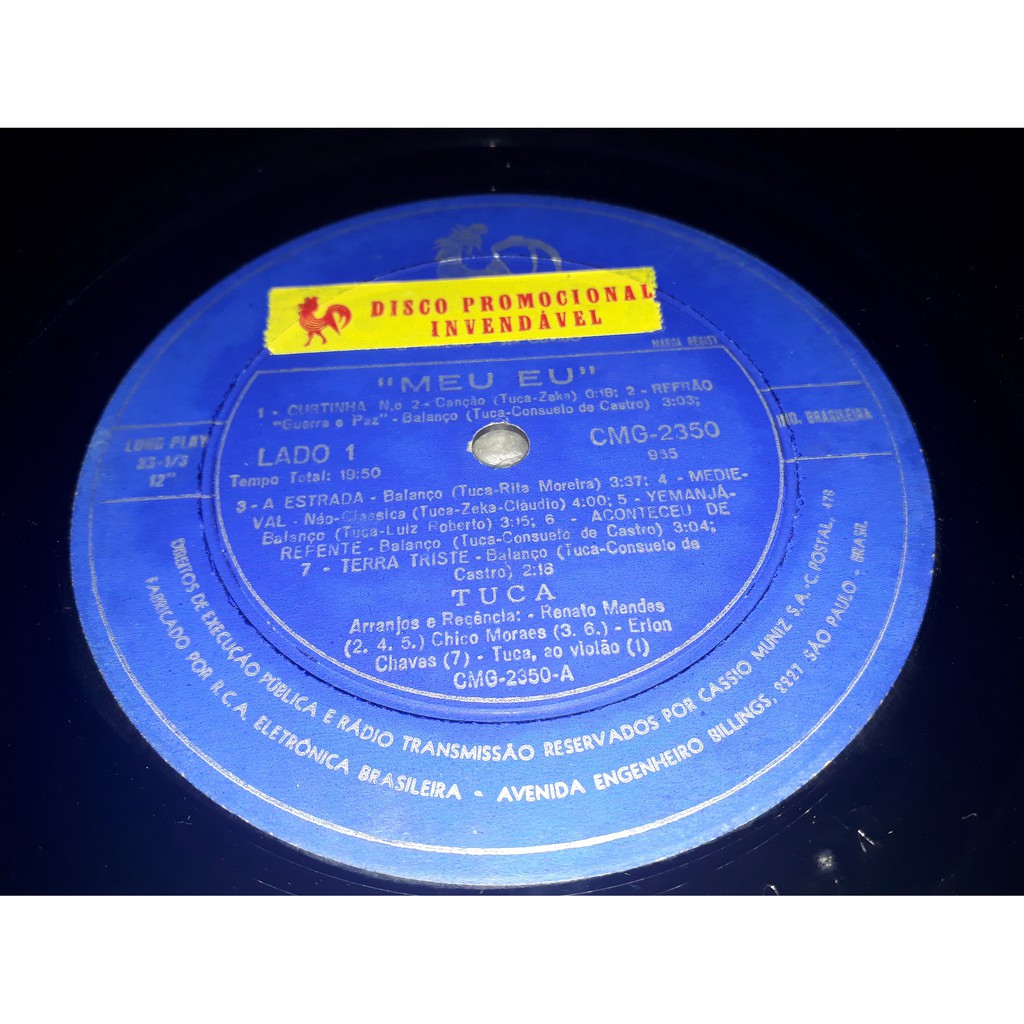 DISCO PROMOCIONAL
INVENDÁVEL
MARCA REGIST
"MEU EU"
1 - CURTINHA N.o 2 - Canção (Tuca-Zeka) 0:18; 2 - REFRÃO
"Guerra e Paz" - Balanço (Tuca-Consuelo de Castro) 3:03;
LONG PLAY
33-1/3
12"
LADO 1
Tempo Total: 19:50
CMG-2350
955
IND. BRASILEIRA
3 - A ESTRADA - Balanço (Tuca-Rita Moreira) 3:37; 4 - MEDIE-
VAL - Néo-Classica (Tuca-Zeka-Claudio) 4:00; 5 - YEMANJÁ-
Balanço (Tuca-Luiz Roberto) 3:15; 6 - ACONTECEU DE
REPENTE - Balanço (Tuca-Consuelo de Castro) 3:04;
7 - TERRA TRISTE - Balanço (Tuca-Consuelo de
Castro) 2:18
TUCA
Arranjos e Regência: - Renato Mendes
(2. 4. 5.) Chico Moraes (3. 6.) - Erlon
Chaves (7) - Tuca, ao violão (1)
CMG-2350-A
DIREITOS DE EXECUÇÃO PÚBLICA E RÁDIO TRANSMISSÃO RESERVADOS POR CASSIO MUNIZ S.A. - C. POSTAL, 478
FABRICADO POR R.C.A. ELETRÔNICA BRASILEIRA - AVENIDA ENGENHEIRO BILLINGS, 2227 SÃO PAULO - BRASIL